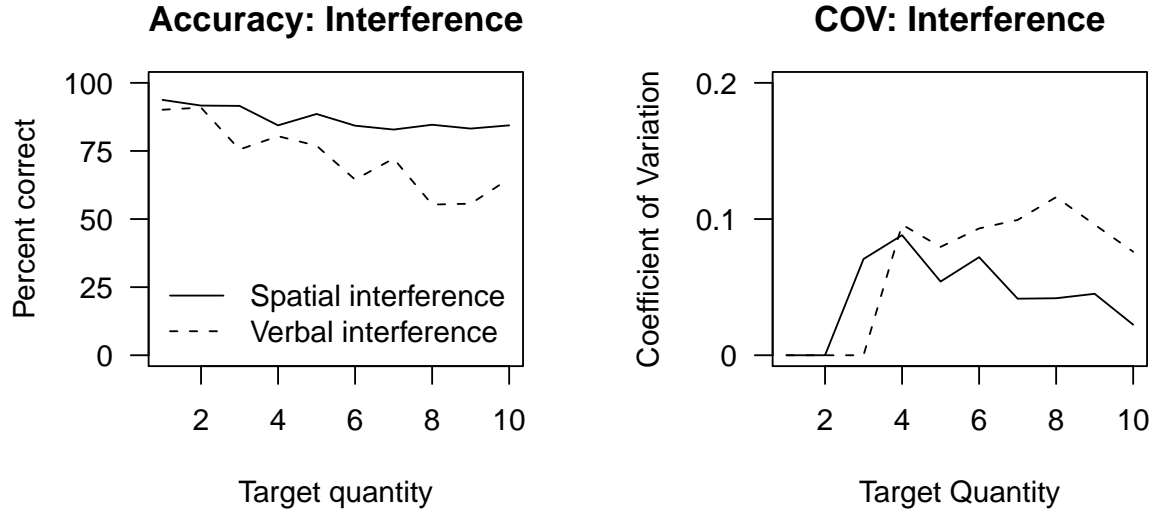 Accuracy: Interference
Percent correct
100
75
50
25
0
Spatial interference
Verbal interference
2 4 6 8 10
Target quantity
COV: Interference
Coefficient of Variation
0.2
0.1
0
2 4 6 8 10
Target Quantity